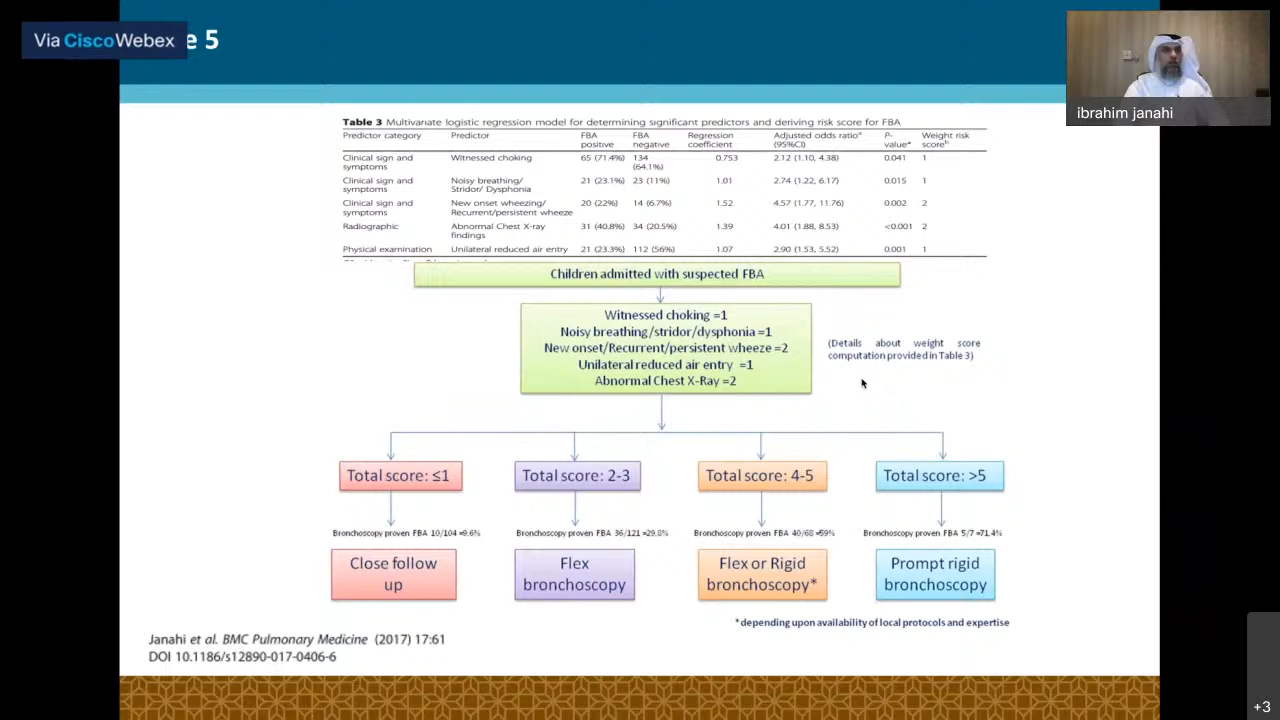 Via CiscoWebex
e 5
ibrahim janahi
Table 3 Multivariate logistic regression model for determining significant predictors and deriving risk score for FBA
Predictor category Predictor FBA positive FBA negative Regression coefficient Adjusted odds ratioᵃ (95%CI) P-valueᵃ Weight risk scoreᵇ
Clinical sign and symptoms Witnessed choking 65 (71.4%) 134 (64.1%) 0.753 2.12 (1.10, 4.38) 0.041 1
Clinical sign and symptoms Noisy breathing/ Stridor/ Dysphonia 21 (23.1%) 23 (11%) 1.01 2.74 (1.22, 6.17) 0.015 1
Clinical sign and symptoms New onset wheezing/ Recurrent/persistent wheeze 20 (22%) 14 (6.7%) 1.52 4.57 (1.77, 11.76) 0.002 2
Radiographic Abnormal Chest X-ray findings 31 (40.8%) 34 (20.5%) 1.39 4.01 (1.88, 8.53) <0.001 2
Physical examination Unilateral reduced air entry 21 (23.3%) 112 (56%) 1.07 2.90 (1.53, 5.52) 0.001 1
Children admitted with suspected FBA
Witnessed choking =1
Noisy breathing/stridor/dysphonia =1
New onset/Recurrent/persistent wheeze =2
Unilateral reduced air entry =1
Abnormal Chest X-Ray =2
(Details about weight score
computation provided in Table 3)
Total score: ≤1
Total score: 2-3
Total score: 4-5
Total score: >5
Bronchoscopy proven FBA 10/104 =9.6%
Bronchoscopy proven FBA 36/121 =29.8%
Bronchoscopy proven FBA 40/68 =59%
Bronchoscopy proven FBA 5/7 =71.4%
Close follow
up
Flex
bronchoscopy
Flex or Rigid
bronchoscopy*
Prompt rigid
bronchoscopy
*depending upon availability of local protocols and expertise
Janahi et al. BMC Pulmonary Medicine (2017) 17:61
DOI 10.1186/s12890-017-0406-6
+3